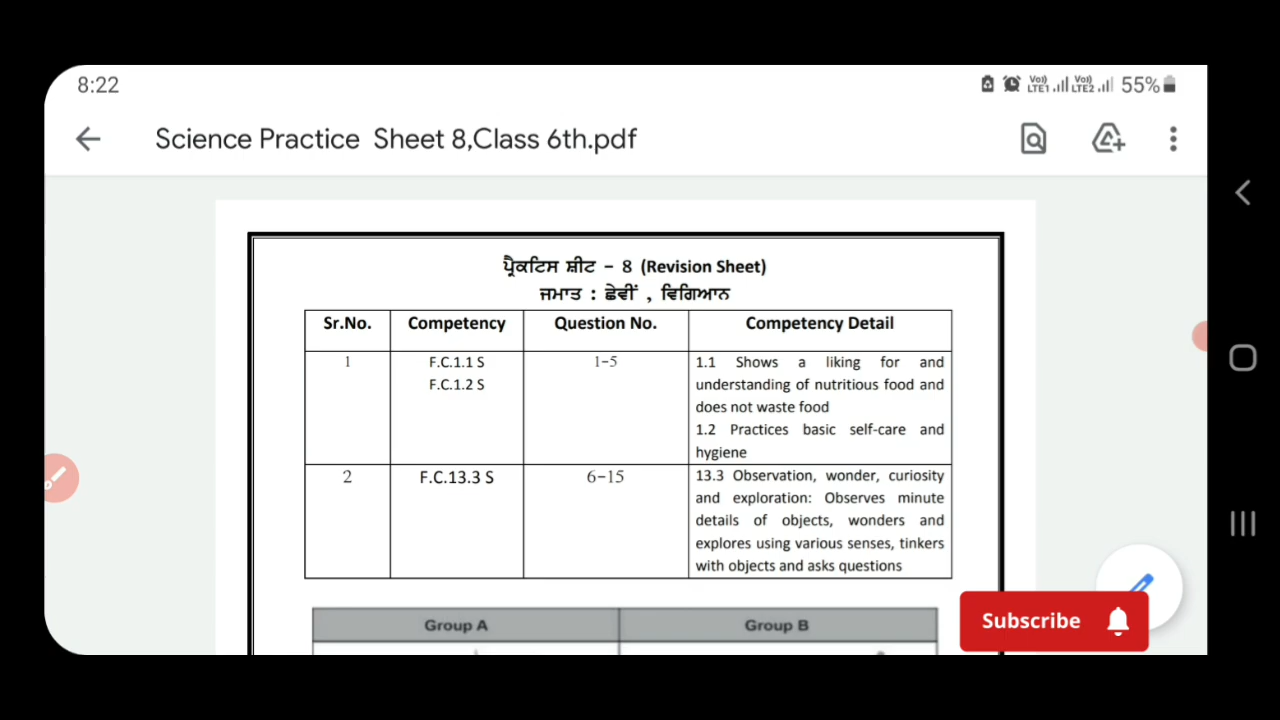 8:22
Vo)) LTE1 Vo)) LTE2 55%
Science Practice Sheet 8,Class 6th.pdf
ਪ੍ਰੈਕਟਿਸ ਸ਼ੀਟ - 8 (Revision Sheet)
ਜਮਾਤ : ਛੇਵੀਂ , ਵਿਗਿਆਨ
Sr.No. Competency Question No. Competency Detail
1 F.C.1.1 S 1-5 1.1 Shows a liking for and
F.C.1.2 S understanding of nutritious food and
does not waste food
1.2 Practices basic self-care and
hygiene
2 F.C.13.3 S 6-15 13.3 Observation, wonder, curiosity
and exploration: Observes minute
details of objects, wonders and
explores using various senses, tinkers
with objects and asks questions
Group A Group B
Subscribe